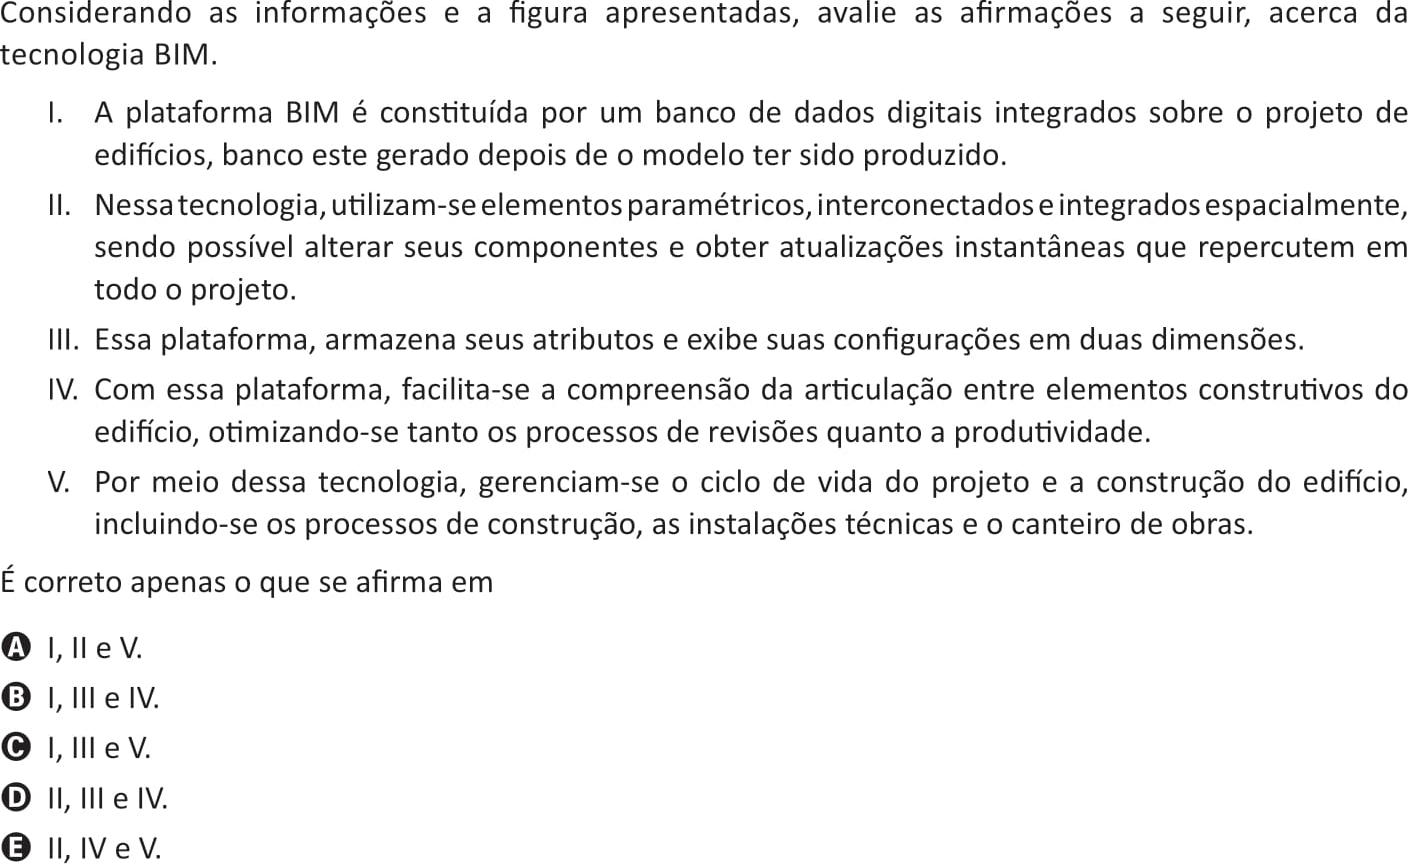 Considerando as informações e a figura apresentadas, avalie as afirmações a seguir, acerca da
tecnologia BIM.
I. A plataforma BIM é constituída por um banco de dados digitais integrados sobre o projeto de
edifícios, banco este gerado depois de o modelo ter sido produzido.
II. Nessa tecnologia, utilizam-se elementos paramétricos, interconectados e integrados espacialmente,
sendo possível alterar seus componentes e obter atualizações instantâneas que repercutem em
todo o projeto.
III. Essa plataforma, armazena seus atributos e exibe suas configurações em duas dimensões.
IV. Com essa plataforma, facilita-se a compreensão da articulação entre elementos construtivos do
edifício, otimizando-se tanto os processos de revisões quanto a produtividade.
V. Por meio dessa tecnologia, gerenciam-se o ciclo de vida do projeto e a construção do edifício,
incluindo-se os processos de construção, as instalações técnicas e o canteiro de obras.
É correto apenas o que se afirma em
A I, II e V.
B I, III e IV.
C I, III e V.
D II, III e IV.
E II, IV e V.